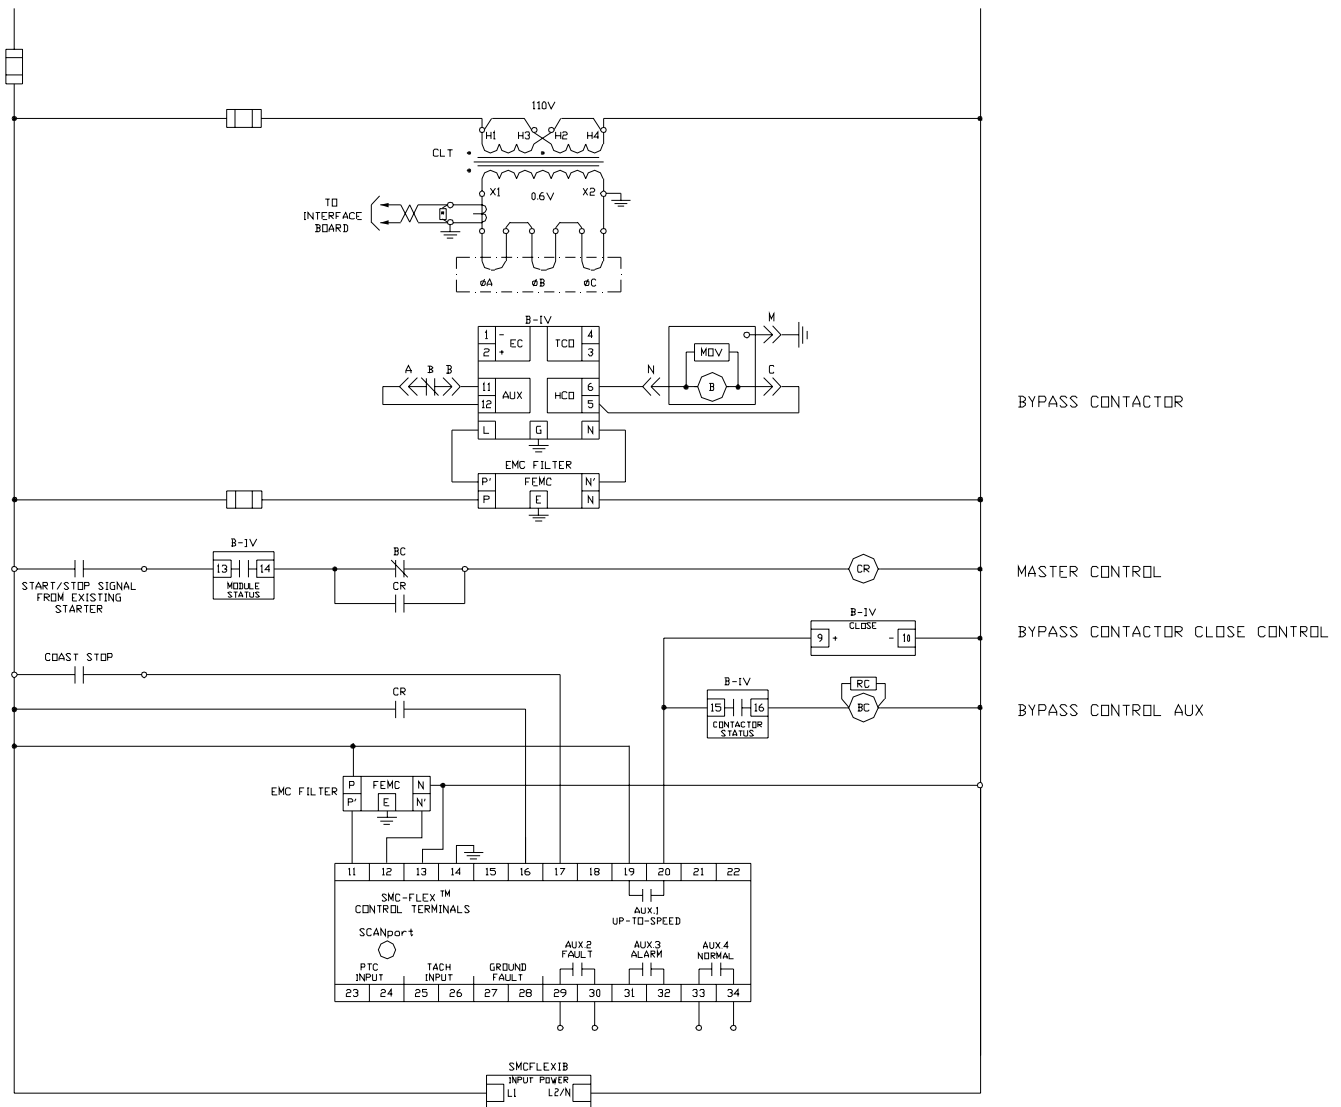 110V
H1 H3 H2 H4
CLT
X1 0.6V X2
TO
INTERFACE
BOARD
ØA ØB ØC
B-IV
1 - EC TCO 4
2 + 3
M
MOV
A B B 11 AUX HCO 6 N B C
12 5
BYPASS CONTACTOR
L G N
EMC FILTER
P' FEMC N'
P E N
B-IV
13 14
MODULE
STATUS
BC
CR
CR
MASTER CONTROL
START/STOP SIGNAL
FROM EXISTING
STARTER
B-IV
CLOSE
9 + - 10
BYPASS CONTACTOR CLOSE CONTROL
COAST STOP
CR
B-IV
15 16
CONTACTOR
STATUS
RC
BC
BYPASS CONTROL AUX
EMC FILTER
P FEMC N
P' E N'
11 12 13 14 15 16 17 18 19 20 21 22
SMC-FLEX™
CONTROL TERMINALS
AUX.1
UP-TO-SPEED
SCANport
AUX.2
FAULT
AUX.3
ALARM
AUX.4
NORMAL
PTC
INPUT
TACH
INPUT
GROUND
FAULT
23 24 25 26 27 28 29 30 31 32 33 34
SMCFLEXIB
INPUT POWER
L1 L2/N